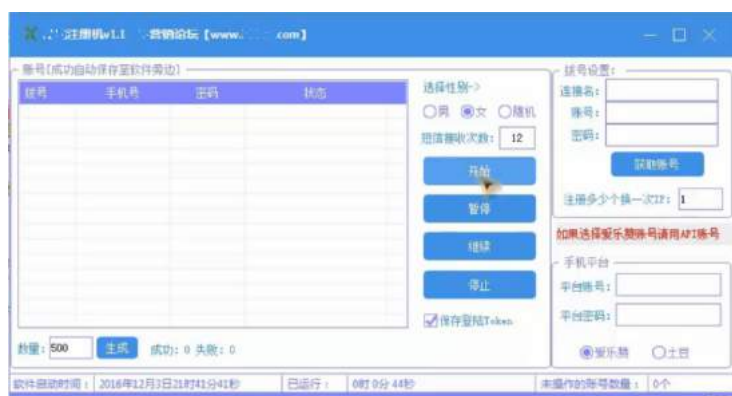 注册机v1.1 营销论坛【www. com】
账号[成功自动保存至软件旁边]
账号 手机号 密码 状态
选择性别->
男 女 随机
短信接收次数： 12
开始
暂停
继续
停止
保存登陆Token
数量： 500 生成 成功: 0 失败: 0
拨号设置:
连接名:
账号:
密码:
获取账号
注册多少个换一次IP: 1
如果选择爱乐赞账号请用API账号
手机平台
平台账号:
平台密码:
爱乐赞
软件启动时间： 2016年12月3日21时41分41秒 已运行： 0时 0分 44秒 未操作的账号数量： 0个